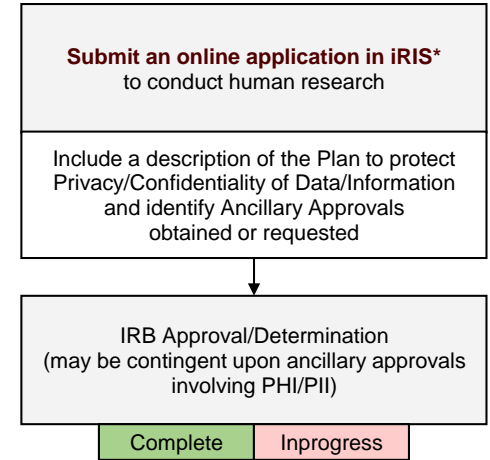 Submit an online application in iRIS*
to conduct human research
Include a description of the Plan to protect
Privacy/Confidentiality of Data/Information
and identify Ancillary Approvals
obtained or requested
IRB Approval/Determination
(may be contingent upon ancillary approvals
involving PHI/PII)
Complete
Inprogress